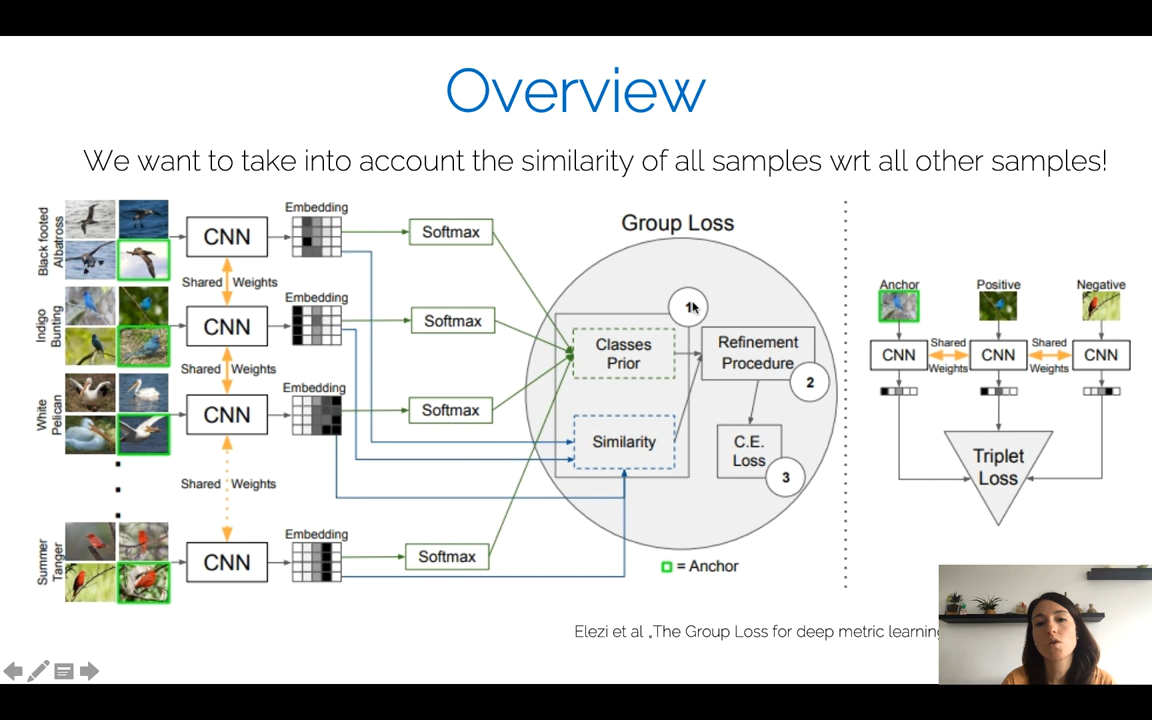 Overview
We want to take into account the similarity of all samples wrt all other samples!
Black footed
Albatross
CNN
Embedding
Softmax
Shared Weights
Indigo
Bunting
CNN
Embedding
Softmax
Shared Weights
White
Pelican
CNN
Embedding
Softmax
Shared Weights
Summer
Tanger
CNN
Embedding
Softmax
Group Loss
1
Classes
Prior
Refinement
Procedure
2
Similarity
C.E.
Loss
3
= Anchor
Anchor
Positive
Negative
CNN
Shared
Weights
CNN
Shared
Weights
CNN
Triplet
Loss
Elezi et al „The Group Loss for deep metric learning